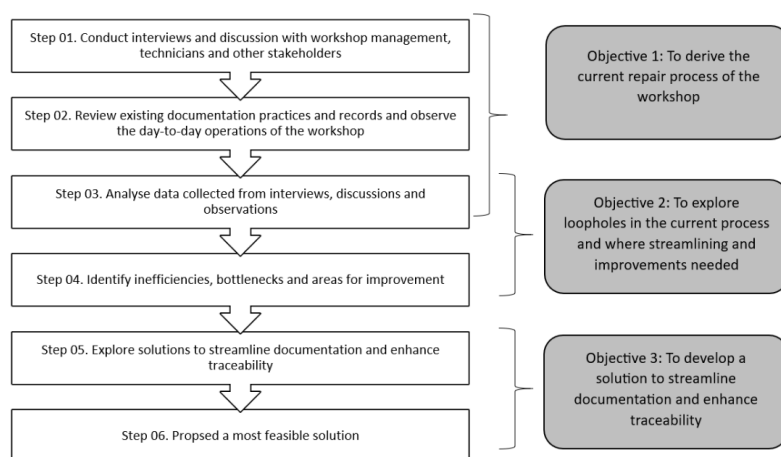 Step 01. Conduct interviews and discussion with workshop management,
technicians and other stakeholders
Step 02. Review existing documentation practices and records and observe
the day-to-day operations of the workshop
Step 03. Analyse data collected from interviews, discussions and
observations
Step 04. Identify inefficiencies, bottlenecks and areas for improvement
Step 05. Explore solutions to streamline documentation and enhance
traceability
Step 06. Propsed a most feasible solution
Objective 1: To derive the
current repair process of the
workshop
Objective 2: To explore
loopholes in the current process
and where streamlining and
improvements needed
Objective 3: To develop a
solution to streamline
documentation and enhance
traceability